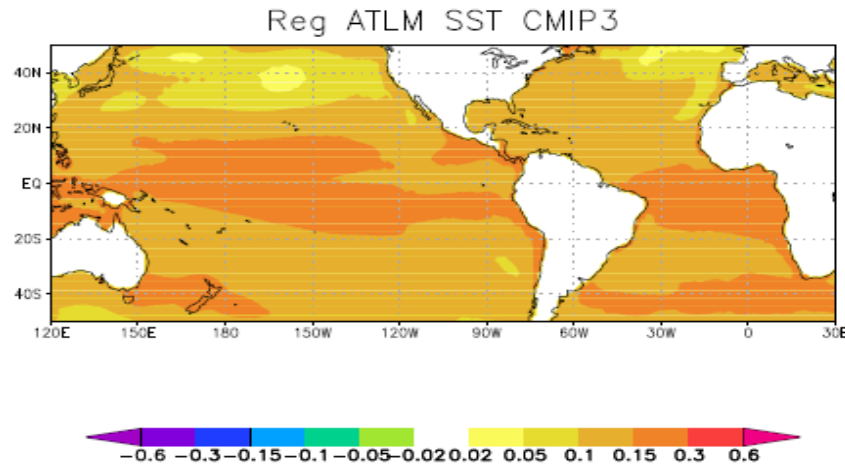 Reg ATLM SST CMIP3
40N
20N
EQ
20S
40S
120E 150E 180 150W 120W 90W 60W 30W 0 30E
-0.6 -0.3 -0.15 -0.1 -0.05 -0.02 0.02 0.05 0.1 0.15 0.3 0.6